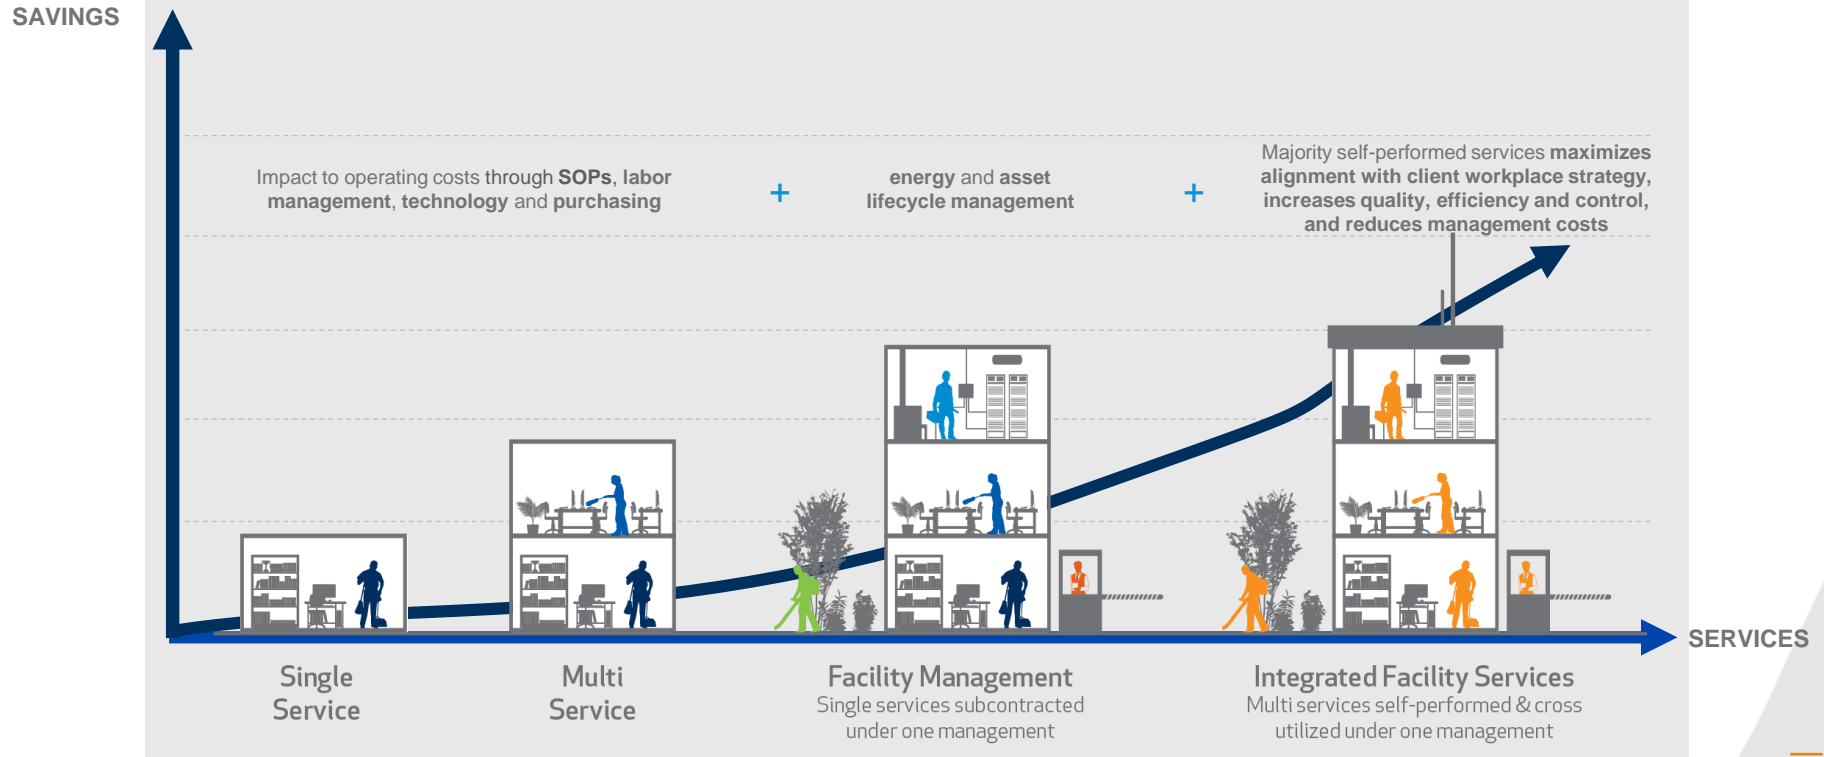 SAVINGS
Impact to operating costs through SOPs, labor
management, technology and purchasing
+
energy and asset
lifecycle management
+
Majority self-performed services maximizes
alignment with client workplace strategy,
increases quality, efficiency and control,
and reduces management costs
SERVICES
Single
Service
Multi
Service
Facility Management
Single services subcontracted
under one management
Integrated Facility Services
Multi services self-performed & cross
utilized under one management